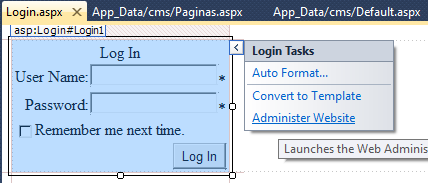 Login.aspx
App_Data/cms/Paginas.aspx
App_Data/cms/Default.aspx
asp:Login#Login1
Log In
User Name:
*
Password:
*
Remember me next time.
Log In
Login Tasks
Auto Format...
Convert to Template
Administer Website
Launches the Web